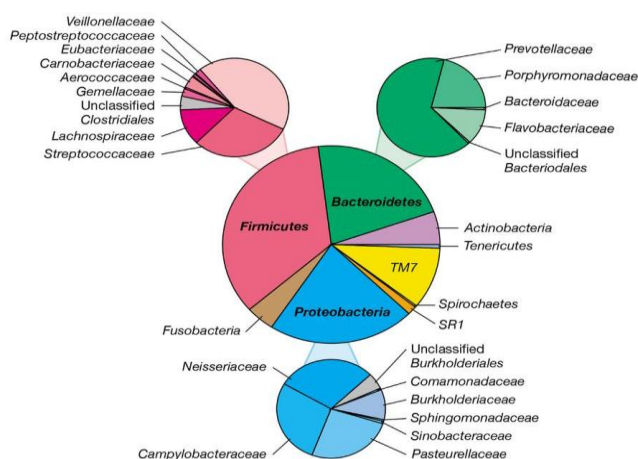 Veillonellaceae
Peptostreptococcaceae
Eubacteriaceae
Carnobacteriaceae
Aerococcaceae
Gemellaceae
Unclassified
Clostridiales
Lachnospiraceae
Streptococcaceae
Prevotellaceae
Porphyromonadaceae
Bacteroidaceae
Flavobacteriaceae
Unclassified
Bacteriodales
Firmicutes
Bacteroidetes
Actinobacteria
Tenericutes
TM7
Spirochaetes
SR1
Proteobacteria
Fusobacteria
Neisseriaceae
Campylobacteraceae
Unclassified
Burkholderiales
Comamonadaceae
Burkholderiaceae
Sphingomonadaceae
Sinobacteraceae
Pasteurellaceae